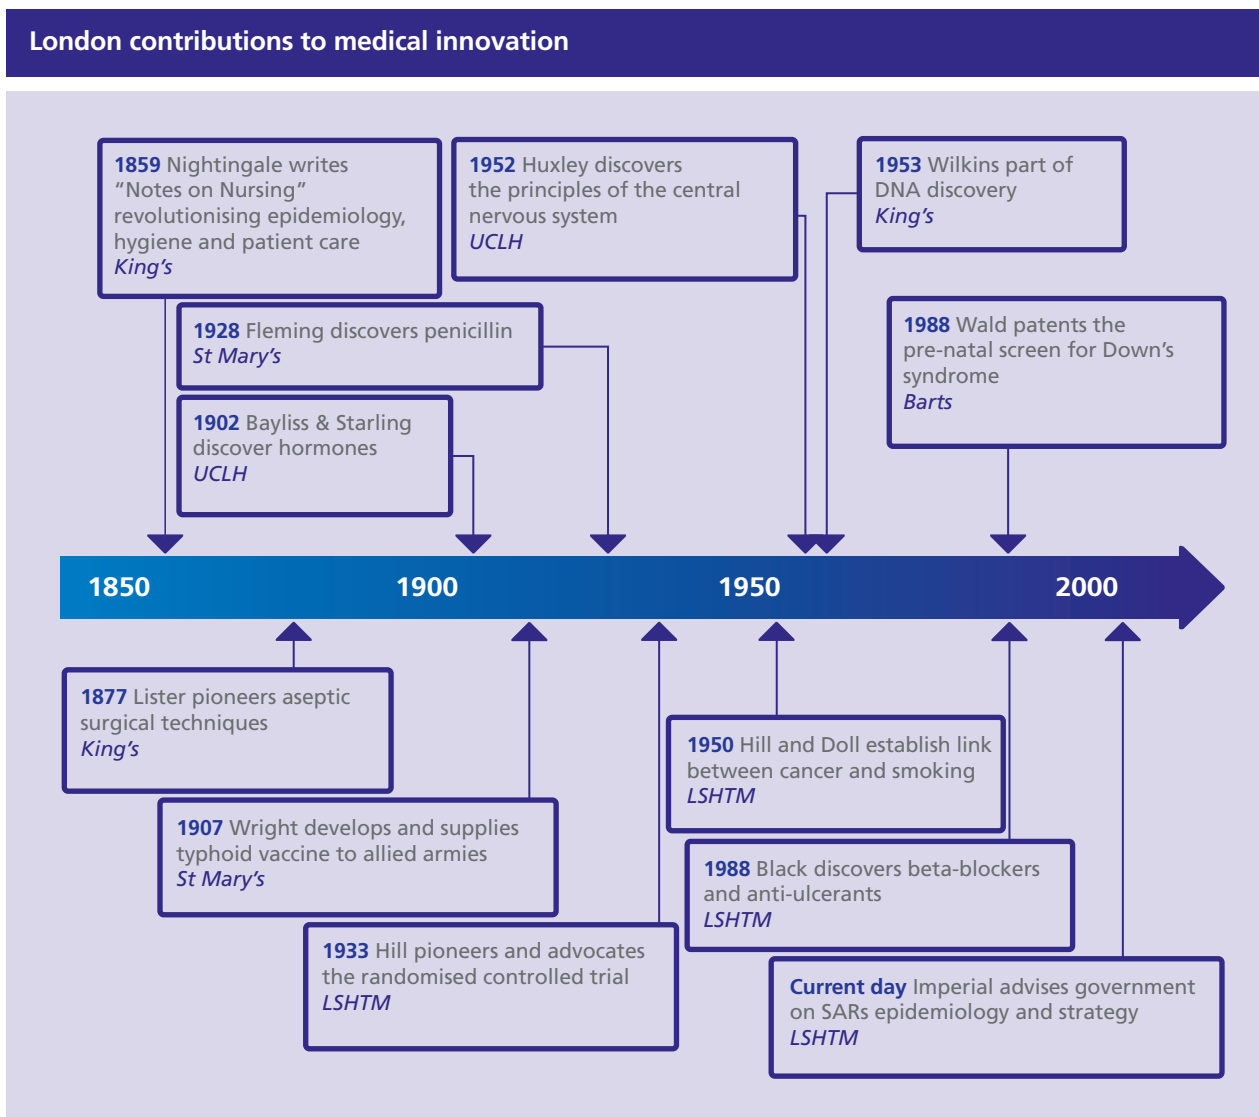 London contributions to medical innovation
1859 Nightingale writes
“Notes on Nursing”
revolutionising epidemiology,
hygiene and patient care
King’s
1952 Huxley discovers
the principles of the central
nervous system
UCLH
1953 Wilkins part of
DNA discovery
King’s
1928 Fleming discovers penicillin
St Mary’s
1988 Wald patents the
pre-natal screen for Down’s
syndrome
Barts
1902 Bayliss & Starling
discover hormones
UCLH
1850
1900
1950
2000
1877 Lister pioneers aseptic
surgical techniques
King’s
1950 Hill and Doll establish link
between cancer and smoking
LSHTM
1907 Wright develops and supplies
typhoid vaccine to allied armies
St Mary’s
1988 Black discovers beta-blockers
and anti-ulcerants
LSHTM
1933 Hill pioneers and advocates
the randomised controlled trial
LSHTM
Current day Imperial advises government
on SARs epidemiology and strategy
LSHTM